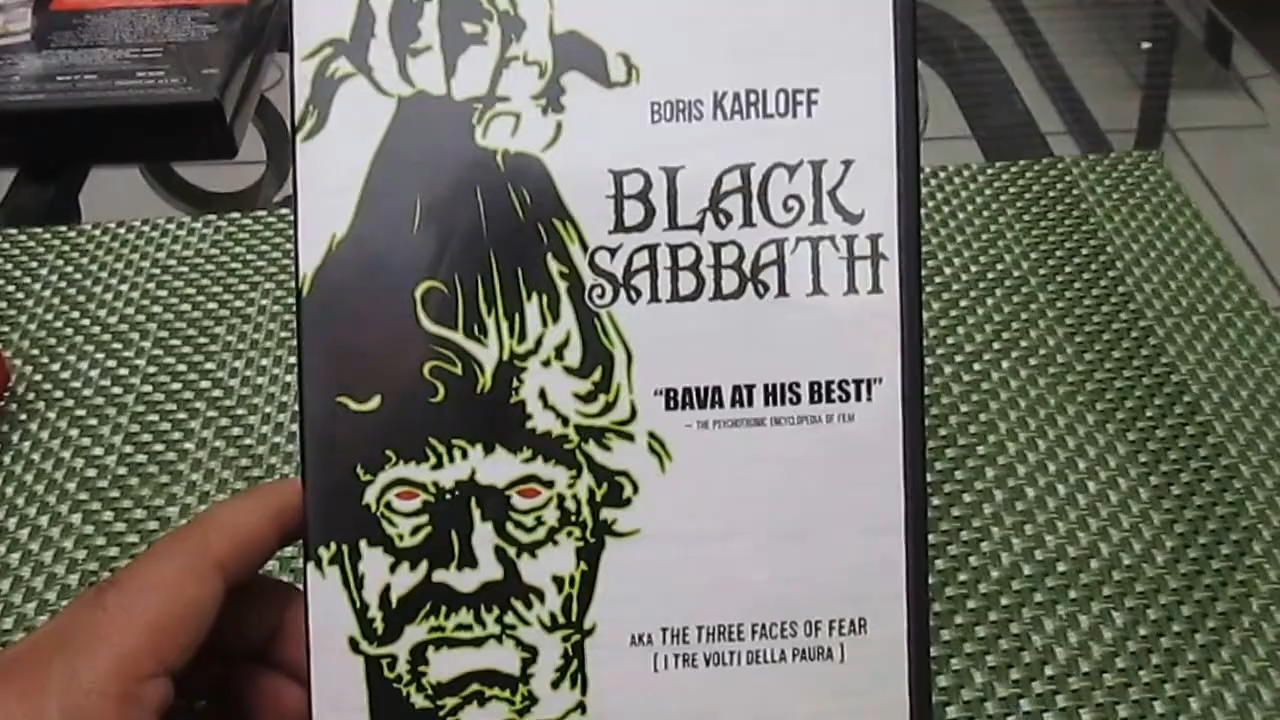 BORIS KARLOFF
BLACK
SABBATH
“BAVA AT HIS BEST!”
— THE PSYCHOTRONIC ENCYCLOPEDIA OF FILM
AKA THE THREE FACES OF FEAR
[ I TRE VOLTI DELLA PAURA ]